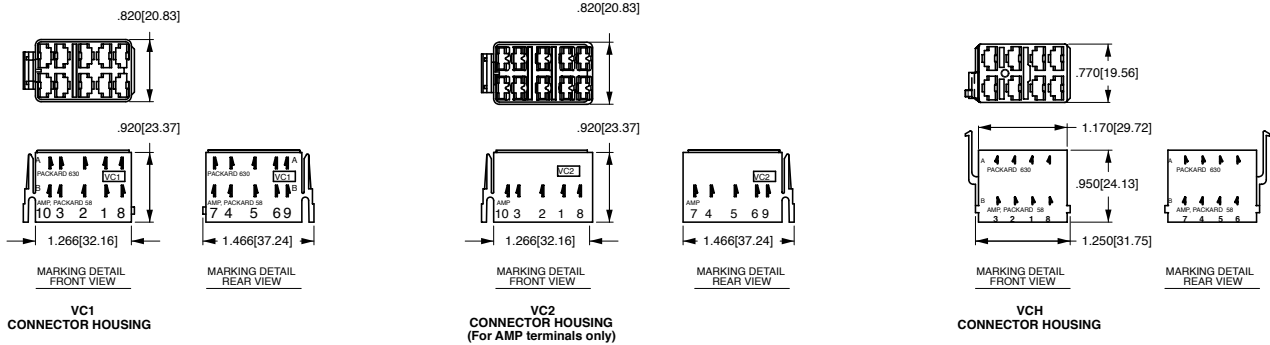 .820[20.83]
.920[23.37]
A
PACKARD 630
VC1
B
AMP, PACKARD 58
10 3 2 1 8
1.266[32.16]
MARKING DETAIL
FRONT VIEW
A
PACKARD 630
VC1
B
AMP, PACKARD 58
7 4 5 6 9
1.466[37.24]
MARKING DETAIL
REAR VIEW
VC1
CONNECTOR HOUSING
.820[20.83]
.920[23.37]
VC2
AMP
10 3 2 1 8
1.266[32.16]
MARKING DETAIL
FRONT VIEW
VC2
AMP
7 4 5 6 9
1.466[37.24]
MARKING DETAIL
REAR VIEW
VC2
CONNECTOR HOUSING
(For AMP terminals only)
.770[19.56]
1.170[29.72]
A
PACKARD 630
B
AMP, PACKARD 58
3 2 1 8
.950[24.13]
1.250[31.75]
MARKING DETAIL
FRONT VIEW
A
PACKARD 630
B
AMP, PACKARD 58
7 4 5 6
MARKING DETAIL
REAR VIEW
VCH
CONNECTOR HOUSING